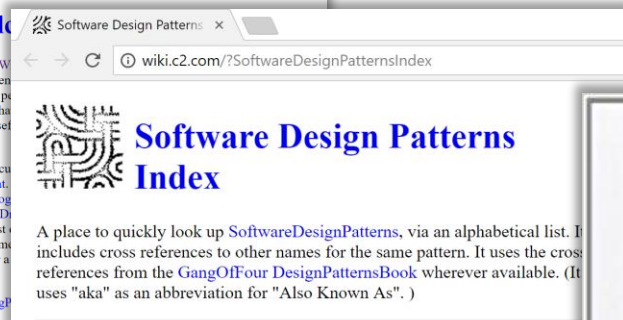 Software Design Patterns
wiki.c2.com/?SoftwareDesignPatternsIndex
Software Design Patterns
Index
A place to quickly look up SoftwareDesignPatterns, via an alphabetical list. It
includes cross references to other names for the same pattern. It uses the cross
references from the GangOfFour DesignPatternsBook wherever available. (It
uses "aka" as an abbreviation for "Also Known As". )